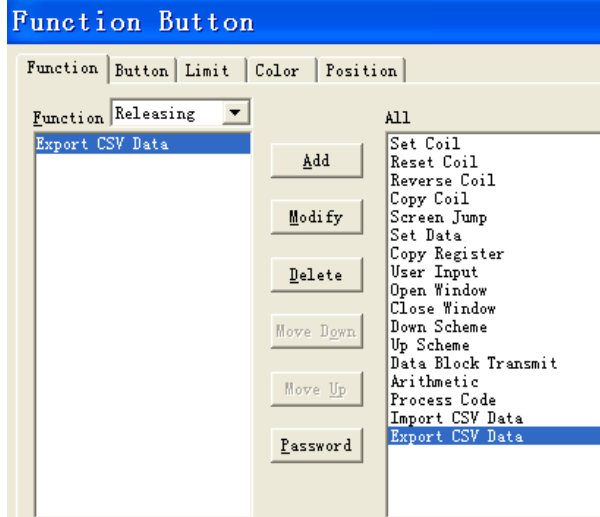 Function Button
Function Button Limit Color Position
Function Releasing
Export CSV Data
Add
Modify
Delete
Move Down
Move Up
Password
All
Set Coil
Reset Coil
Reverse Coil
Copy Coil
Screen Jump
Set Data
Copy Register
User Input
Open Window
Close Window
Down Scheme
Up Scheme
Data Block Transmit
Arithmetic
Process Code
Import CSV Data
Export CSV Data